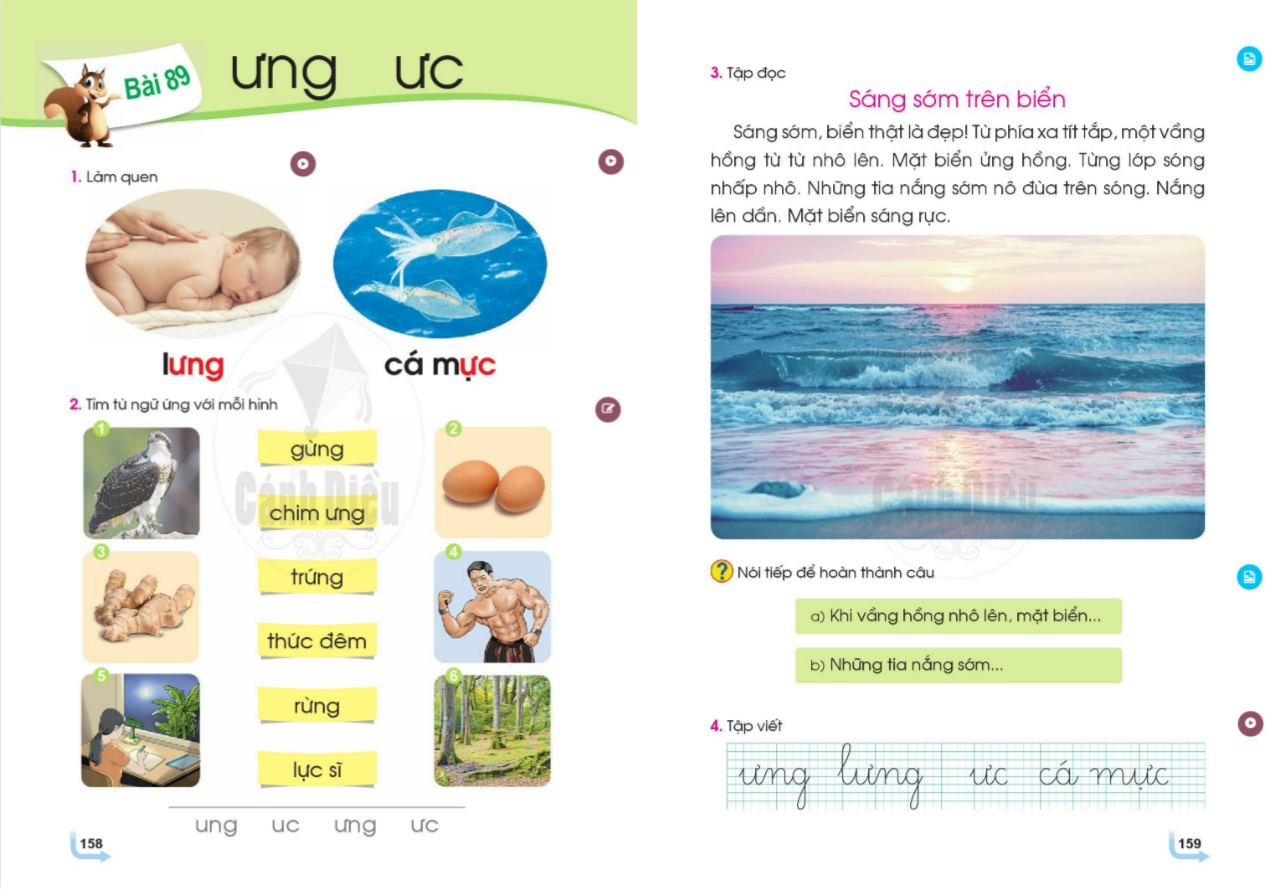 Bài 89
ưng ưc
1. Làm quen
lưng
cá mực
2. Tìm từ ngữ ứng với mỗi hình
1
2
gừng
chim ưng
3
4
trứng
thức đêm
5
6
rừng
lực sĩ
Cánh Diều
ung uc ưng ưc
158
3. Tập đọc
Sáng sớm trên biển
Sáng sớm, biển thật là đẹp! Từ phía xa tít tắp, một vầng
hồng từ từ nhô lên. Mặt biển ửng hồng. Từng lớp sóng
nhấp nhô. Những tia nắng sớm nô đùa trên sóng. Nắng
lên dần. Mặt biển sáng rực.
Cánh Diều
? Nói tiếp để hoàn thành câu
a) Khi vầng hồng nhô lên, mặt biển...
b) Những tia nắng sớm...
4. Tập viết
ưng lưng ưc cá mực
159